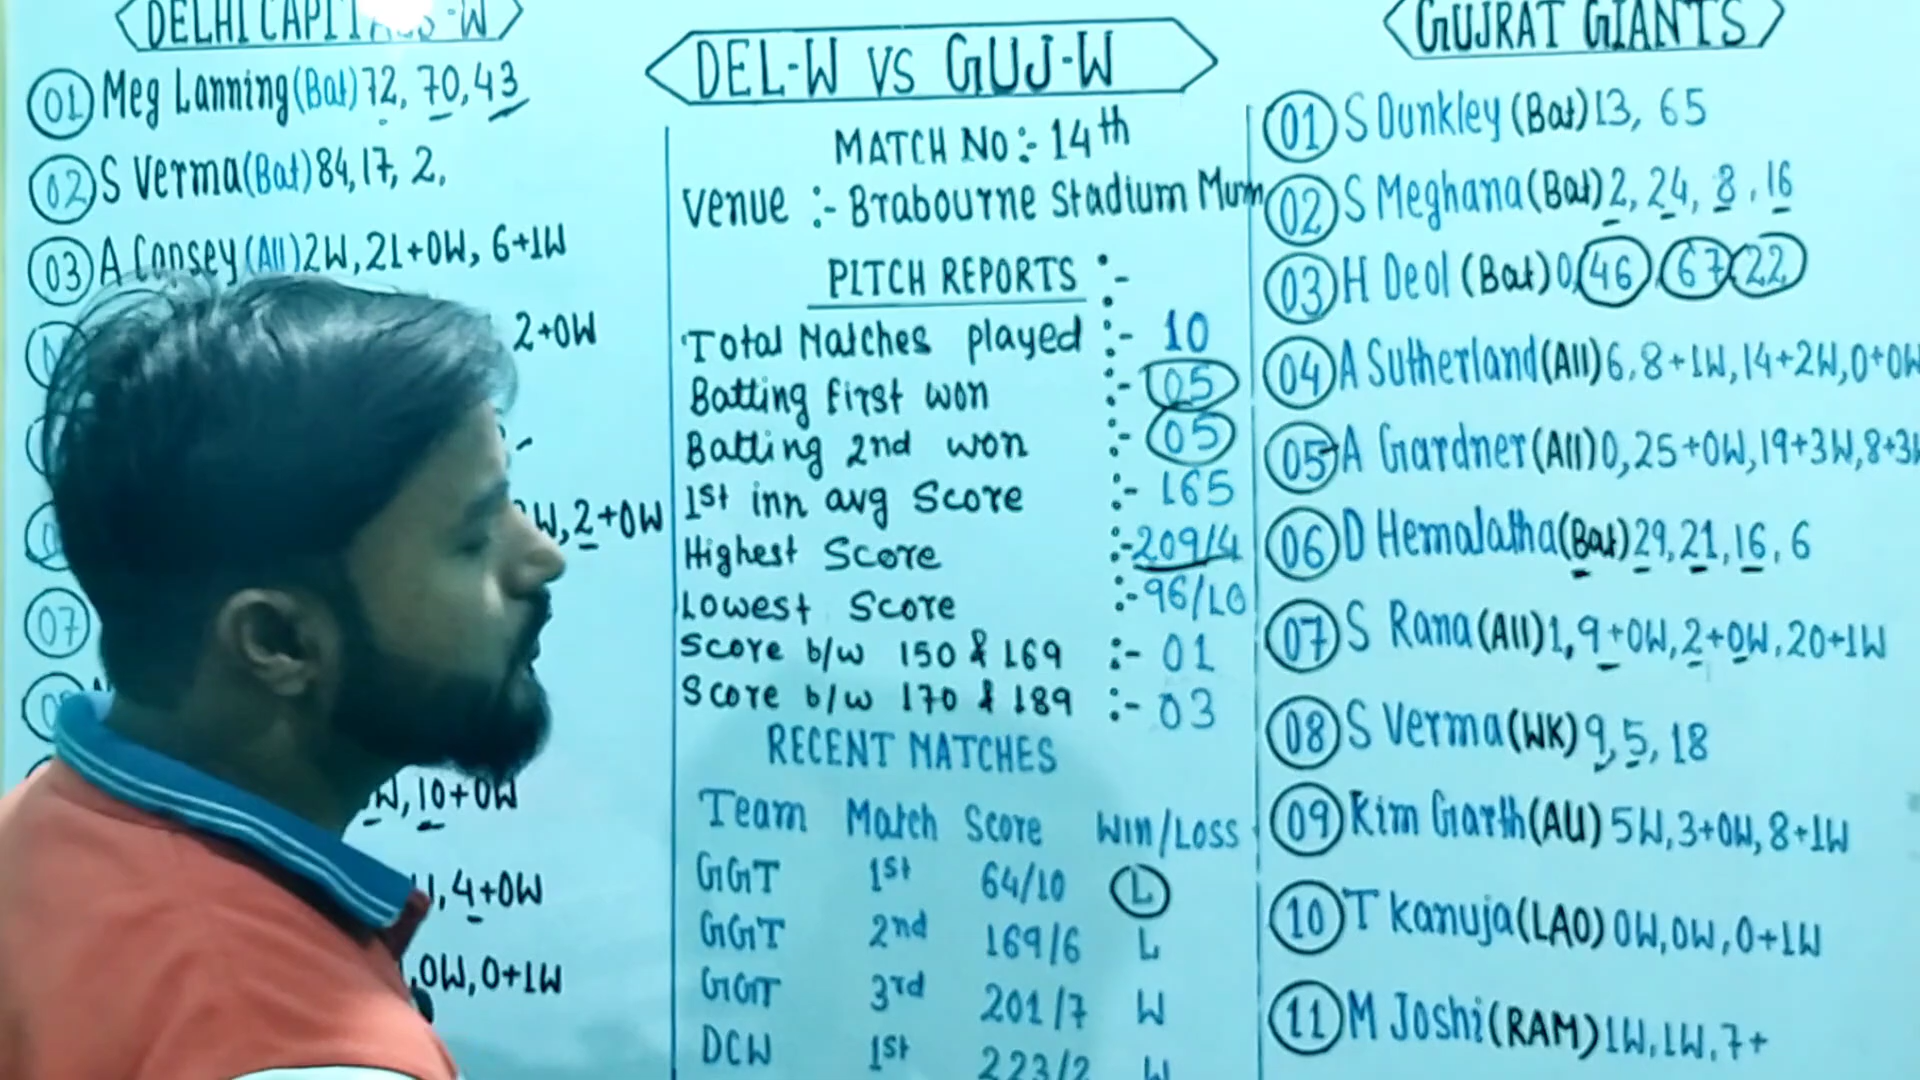 DELHI CAPITALS-W
01 Meg Lanning(Bat)72, 70, 43
02 S Verma(Bat)84, 17, 2,
03 A Capsey(All)2W, 21+0W, 6+1W
2+0W
W, 2+0W
07
W, 10+0W
, 4+0W
,0W, 0+1W
DEL-W VS GUJ-W
MATCH NO:- 14th
Venue :- Brabourne Stadium Mum
PITCH REPORTS :-
Total Matches played :- 10
Batting first won :- 05
Batting 2nd won :- 05
1st inn avg Score :- 165
Highest Score :- 209/4
Lowest Score :- 96/10
Score b/w 150 & 169 :- 01
Score b/w 170 & 189 :- 03
RECENT MATCHES
Team Match Score Win/Loss
GGT 1st 64/10 L
GGT 2nd 169/6 L
GGT 3rd 201/7 W
DCW 1st 223/2 W
GUJRAT GIANTS
01 S Dunkley (Bat)13, 65
02 S Meghana(Bat)2, 24, 8, 16
03 H Deol (Bat)0, 46, 67, 22
04 A Sutherland(All)6, 8+1W, 14+2W, 0+0W
05 A Gardner(All)0, 25+0W, 19+3W, 8+3W
06 D Hemalatha(Bat)29, 21, 16, 6
07 S Rana(All)1, 9+0W, 2+0W, 20+1W
08 S Verma(WK)9, 5, 18
09 Kim Garth(All) 5W, 3+0W, 8+1W
10 T kanuja(LAO) 0W, 0W, 0+1W
11 M Joshi(RAM)1W, 1W, 7+